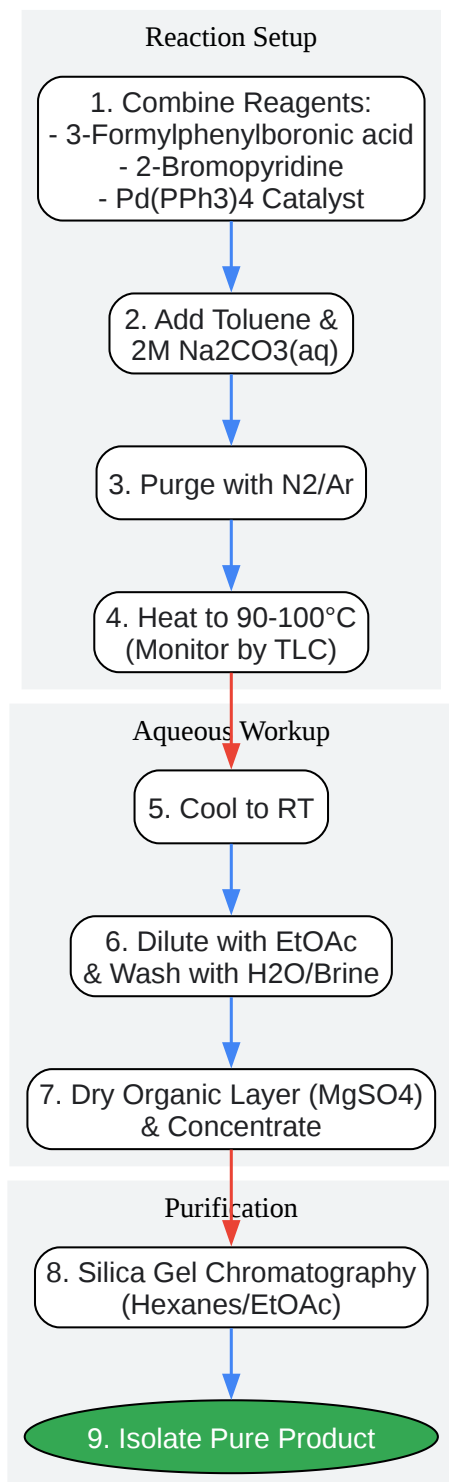 Reaction Setup
1. Combine Reagents:
- 3-Formylphenylboronic acid
- 2-Bromopyridine
- Pd(PPh3)4 Catalyst
2. Add Toluene &
2M Na2CO3(aq)
3. Purge with N2/Ar
4. Heat to 90-100°C
(Monitor by TLC)
Aqueous Workup
5. Cool to RT
6. Dilute with EtOAc
& Wash with H2O/Brine
7. Dry Organic Layer (MgSO4)
& Concentrate
Purification
8. Silica Gel Chromatography
(Hexanes/EtOAc)
9. Isolate Pure Product